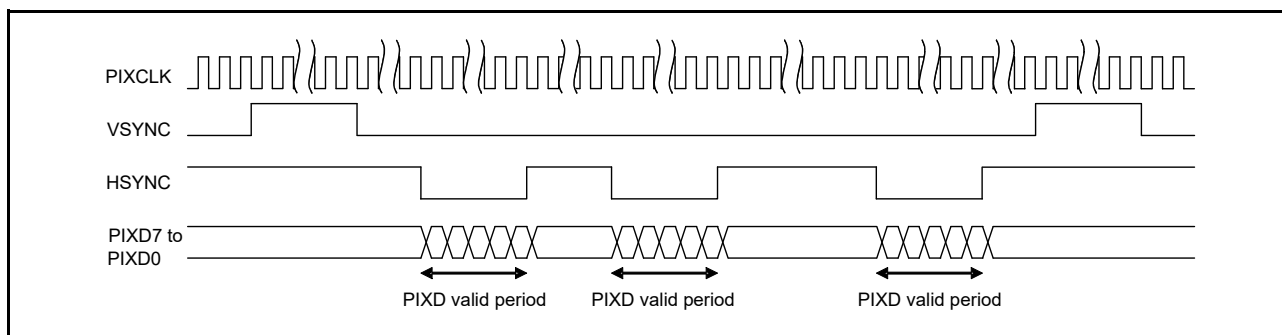 PIXCLK
VSYNC
HSYNC
PIXD7 to
PIXD0
PIXD valid period
PIXD valid period
PIXD valid period